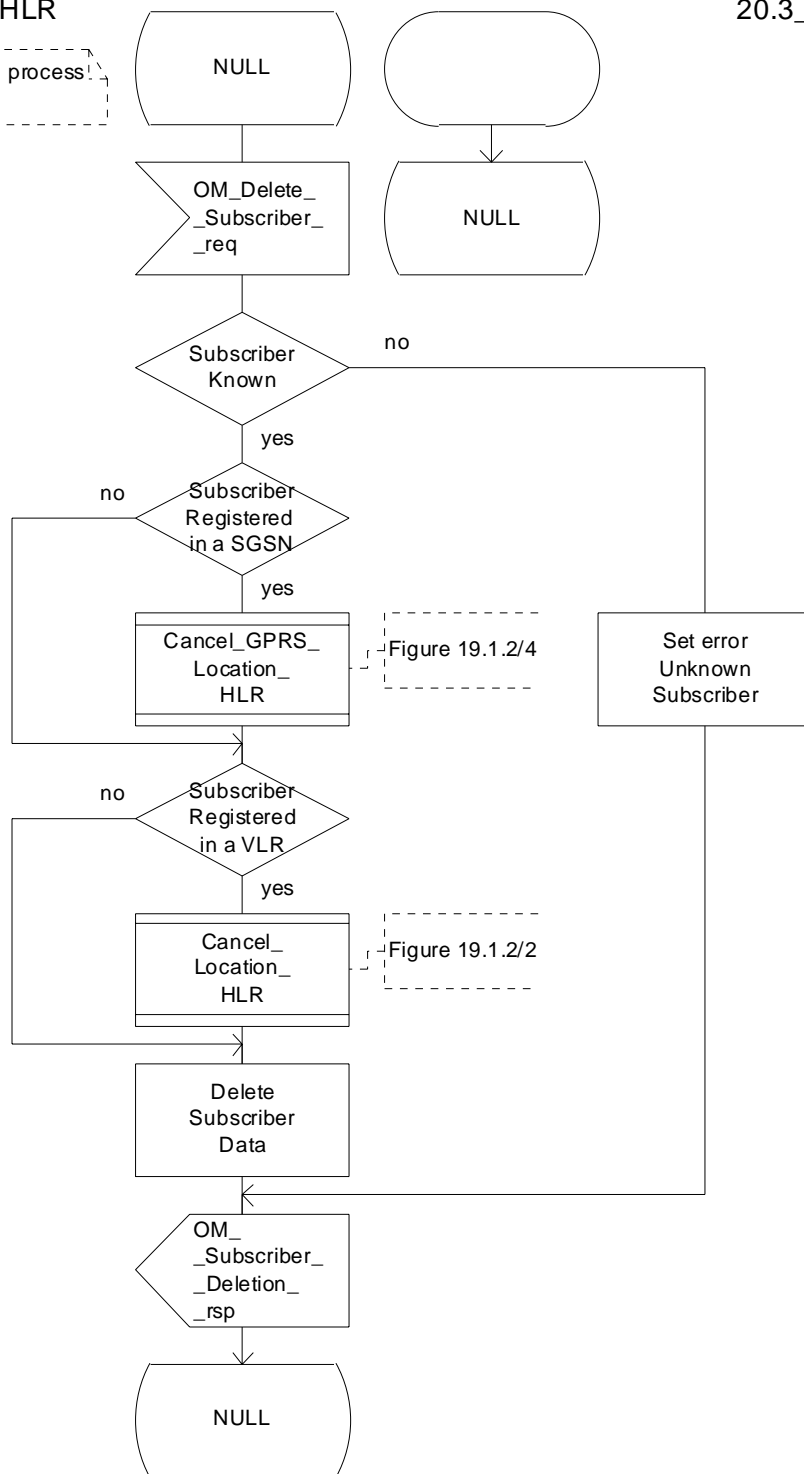 HLR
20.3_
process
NULL
OM_Delete_
_Subscriber_
_req
NULL
Subscriber
Known
no
yes
no
Subscriber
Registered
in a SGSN
yes
Cancel_GPRS_
Location_
HLR
Figure 19.1.2/4
Set error
Unknown
Subscriber
no
Subscriber
Registered
in a VLR
yes
Cancel_
Location_
HLR
Figure 19.1.2/2
Delete
Subscriber
Data
OM_
_Subscriber_
_Deletion_
_rsp
NULL